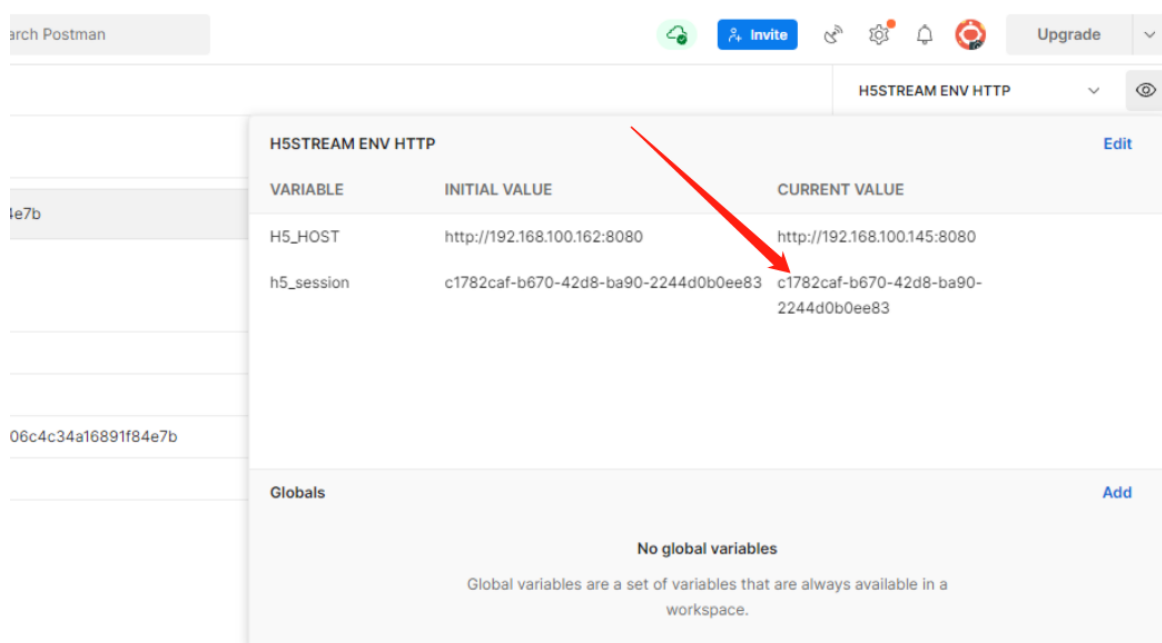 arch Postman
Invite
Upgrade
H5STREAM ENV HTTP
H5STREAM ENV HTTP
Edit
VARIABLE INITIAL VALUE CURRENT VALUE
4e7b
H5_HOST http://192.168.100.162:8080 http://192.168.100.145:8080
h5_session c1782caf-b670-42d8-ba90-2244d0b0ee83 c1782caf-b670-42d8-ba90-
2244d0b0ee83
06c4c34a16891f84e7b
Globals
Add
No global variables
Global variables are a set of variables that are always available in a
workspace.